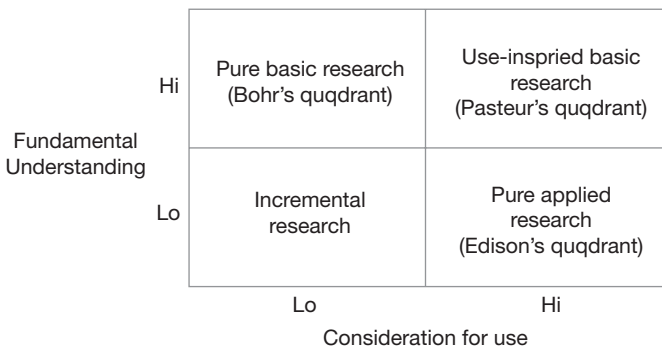 Fundamental
Understanding
Hi
Pure basic research
(Bohr's quqdrant)
Use-inspried basic
research
(Pasteur's quqdrant)
Lo
Incremental
research
Pure applied
research
(Edison's quqdrant)
Lo
Hi
Consideration for use